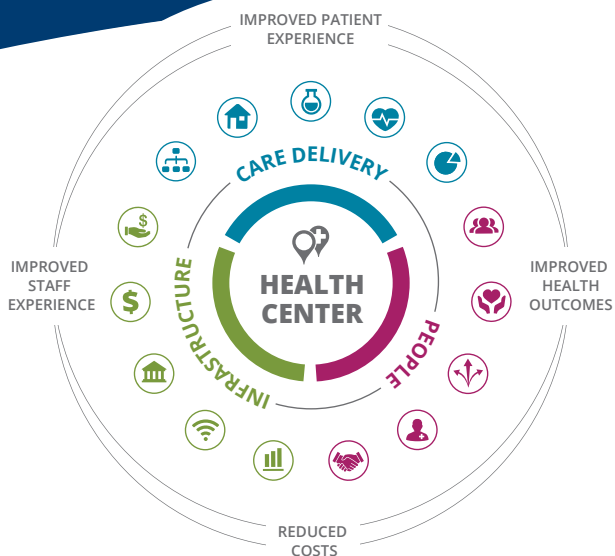 IMPROVED PATIENT
EXPERIENCE
CARE DELIVERY
IMPROVED
STAFF
EXPERIENCE
INFRASTRUCTURE
$
$
HEALTH
CENTER
PEOPLE
IMPROVED
HEALTH
OUTCOMES
REDUCED
COSTS